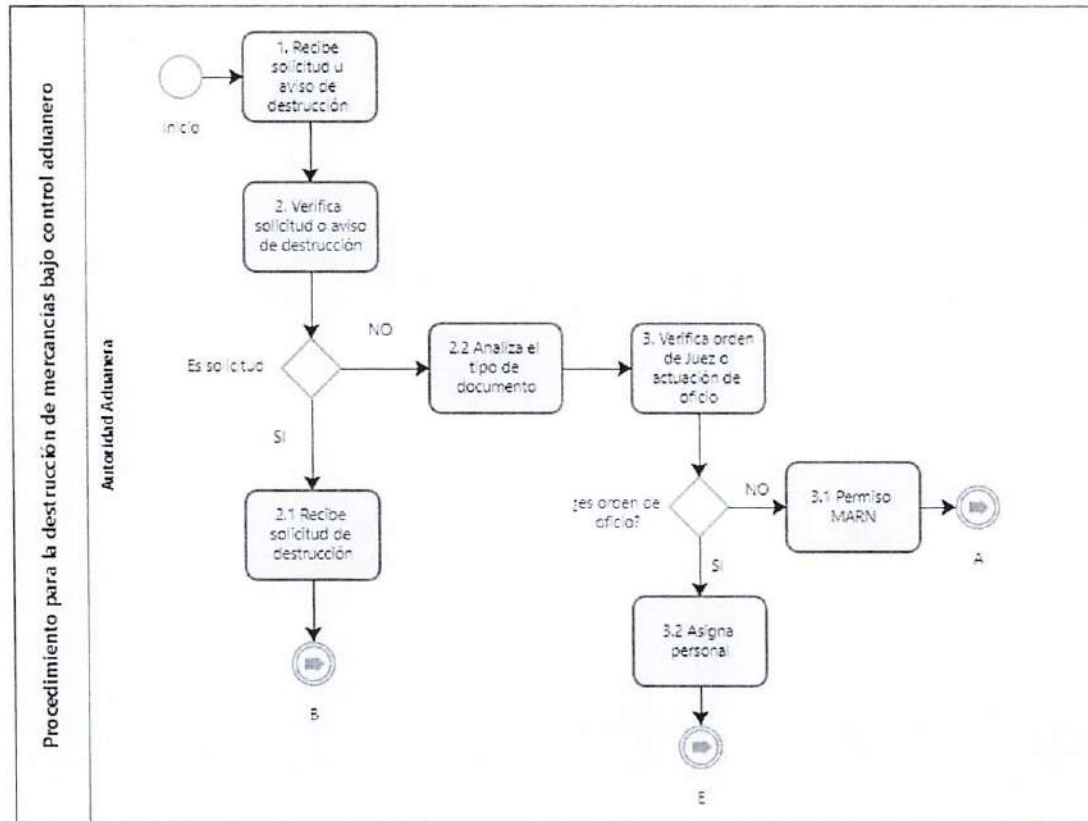 Procedimiento para la destrucción de mercancias bajo control aduanero
Autoridad Aduanera
Inicio
1. Recibe
solicitud u
aviso de
destrucción
2. Verifica
solicitud o aviso
de destrucción
Es solicitud
NO
2.2 Analiza el
tipo de
documento
3. Verifica orden
de Juez o
actuación de
oficio
SI
2.1 Recibe
solicitud de
destrucción
B
¿es orden de
oficio?
NO
3.1 Permiso
MARN
A
SI
3.2 Asigna
personal
E